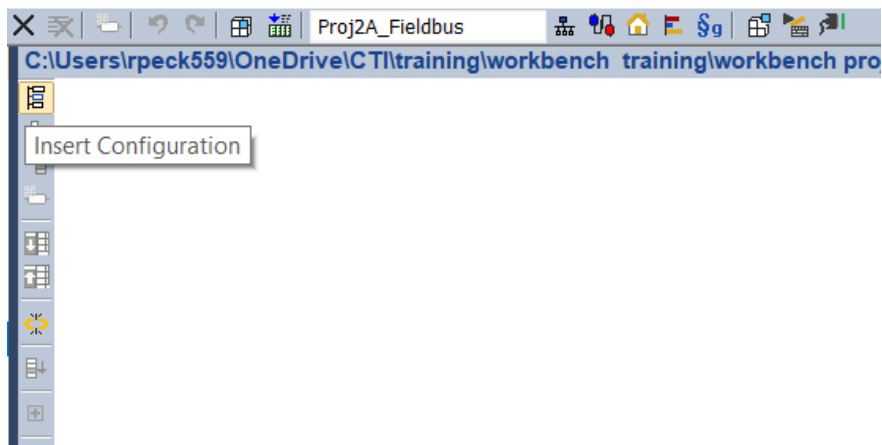 Proj2A_Fieldbus
C:\Users\rpeck559\OneDrive\CTI\training\workbench training\workbench proj
Insert Configuration